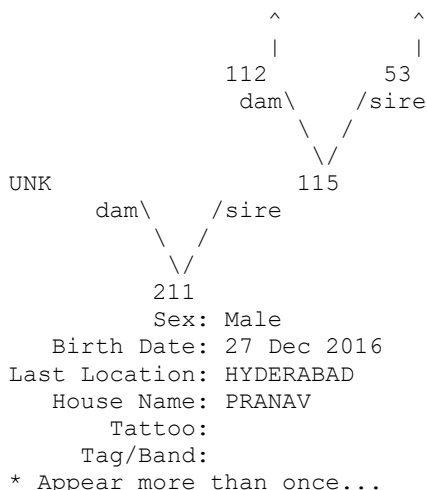 ^ ^
| |
112 53
dam\ /sire
\ /
\/
UNK 115
dam\ /sire
\ /
\/
211
Sex: Male
Birth Date: 27 Dec 2016
Last Location: HYDERABAD
House Name: PRANAV
Tattoo:
Tag/Band:
* Appear more than once...